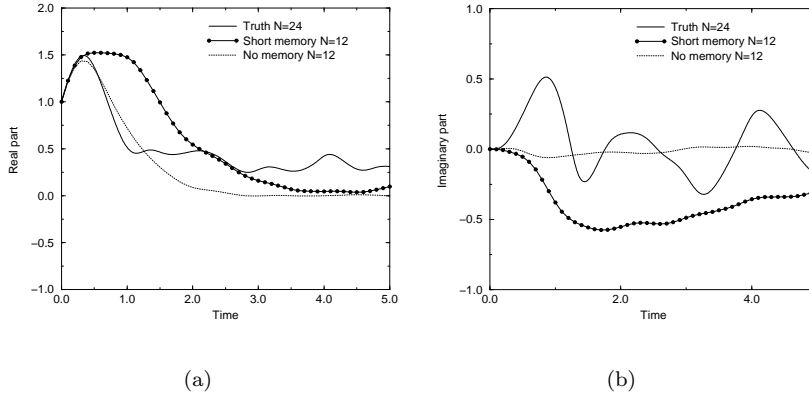 2.0
1.5
1.0
0.5
0.0
−0.5
−1.0
Real part
0.0 1.0 2.0 3.0 4.0 5.0
Time
Truth N=24
Short memory N=12
No memory N=12
(a)
1.0
0.5
0.0
−0.5
−1.0
Imaginary part
0.0 2.0 4.0
Time
Truth N=24
Short memory N=12
No memory N=12
(b)